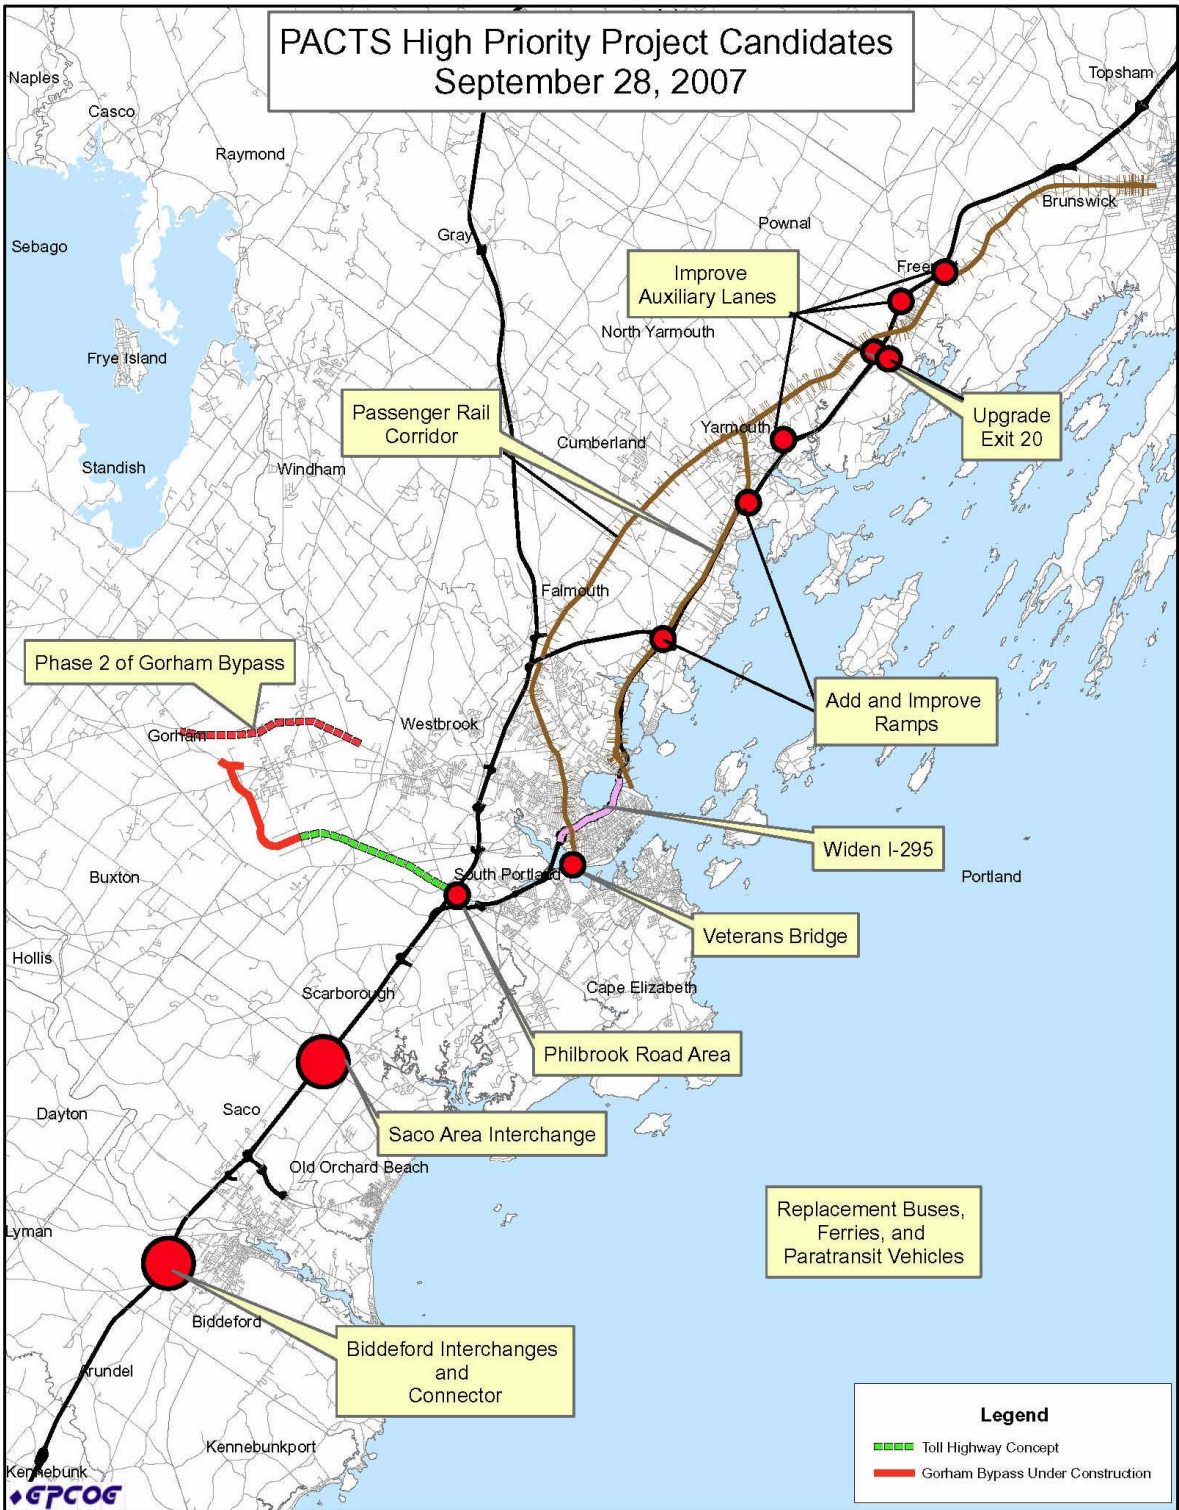 PACTS High Priority Project Candidates
September 28, 2007
Naples
Topsham
Casco
Raymond
Brunswick
Pownal
Gray
Sebago
Improve
Auxiliary Lanes
North Yarmouth
Frye Island
Passenger Rail
Corridor
Upgrade
Exit 20
Yarmouth
Cumberland
Standish
Windham
Falmouth
Phase 2 of Gorham Bypass
Add and Improve
Ramps
Westbrook
Gorham
Widen I-295
South Portland
Buxton
Portland
Veterans Bridge
Hollis
Cape Elizabeth
Scarborough
Philbrook Road Area
Saco
Dayton
Saco Area Interchange
Old Orchard Beach
Replacement Buses,
Ferries, and
Paratransit Vehicles
Lyman
Biddeford
Biddeford Interchanges
and
Connector
Arundel
Legend
Toll Highway Concept
Gorham Bypass Under Construction
Kennebunkport
Kennebunk
GPCOG